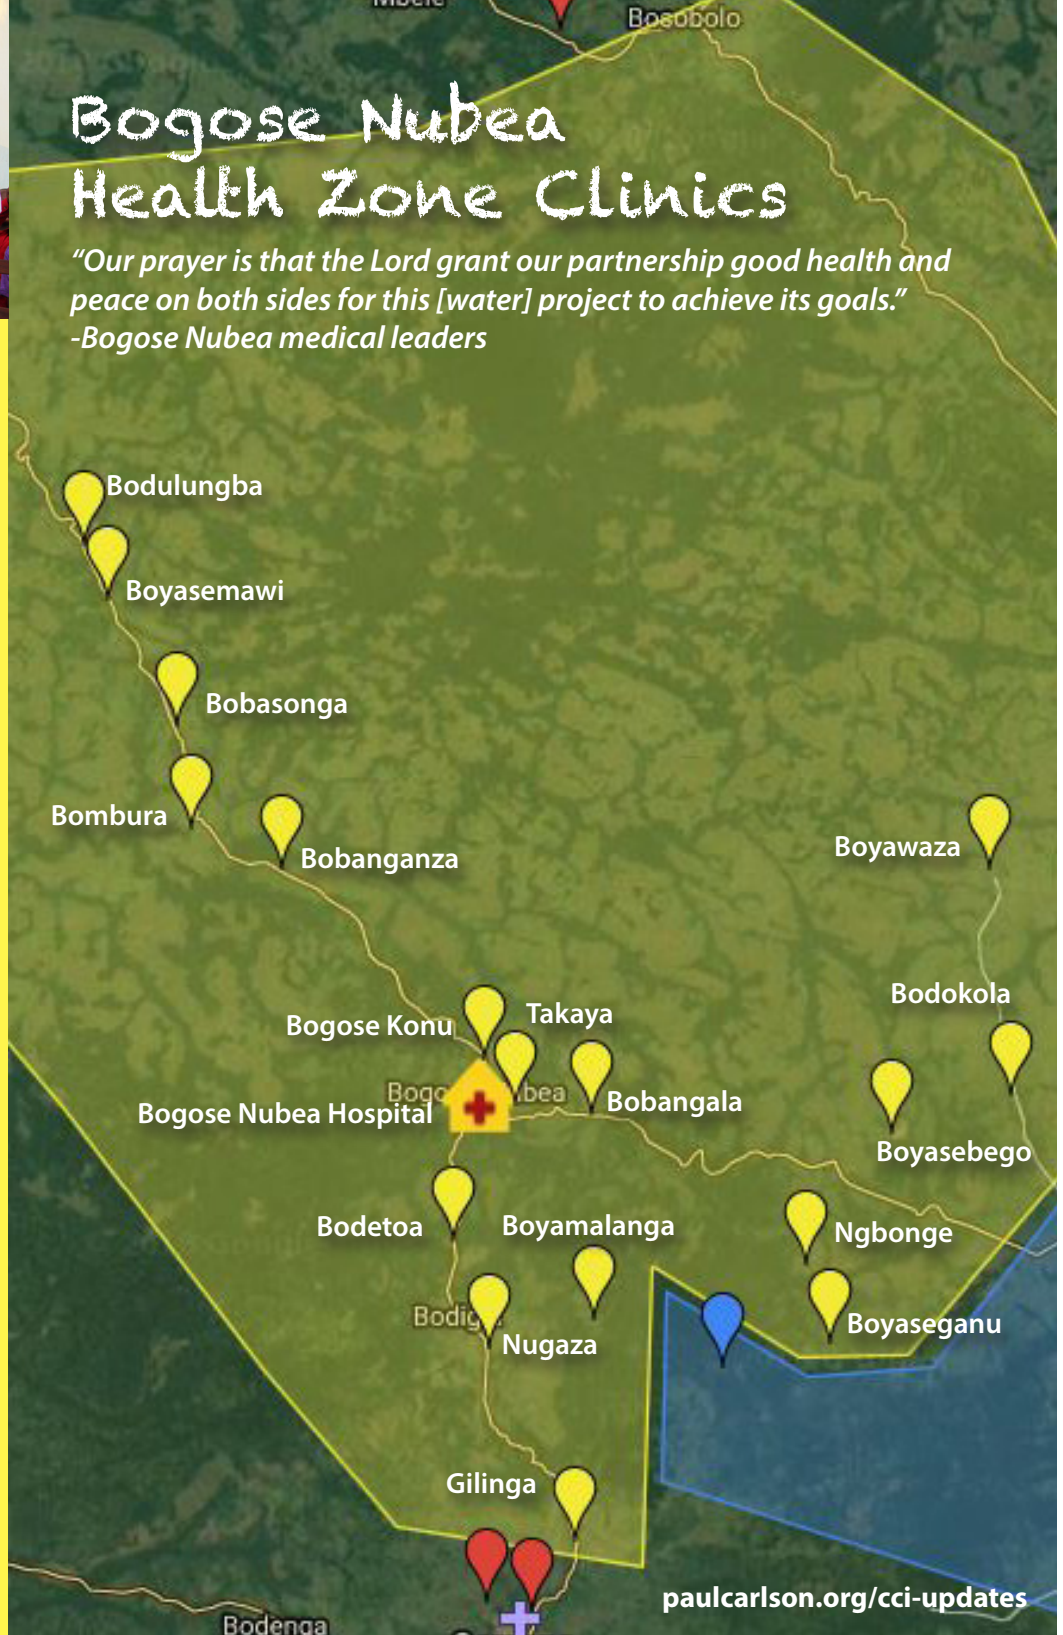 Bosobolo
Bogose Nubea
Health Zone Clinics
“Our prayer is that the Lord grant our partnership good health and
peace on both sides for this [water] project to achieve its goals.”
-Bogose Nubea medical leaders
Bodulungba
Boyasemawi
Bobasonga
Bombura
Bobanganza
Boyawaza
Bodokola
Bogose Konu
Takaya
Bogose Nubea Hospital
Bobangala
Boyasebego
Bodetoa
Boyamalanga
Ngbonge
Boyaseganu
Nugaza
Gilinga
paulcarlson.org/cci-updates
Bodenga